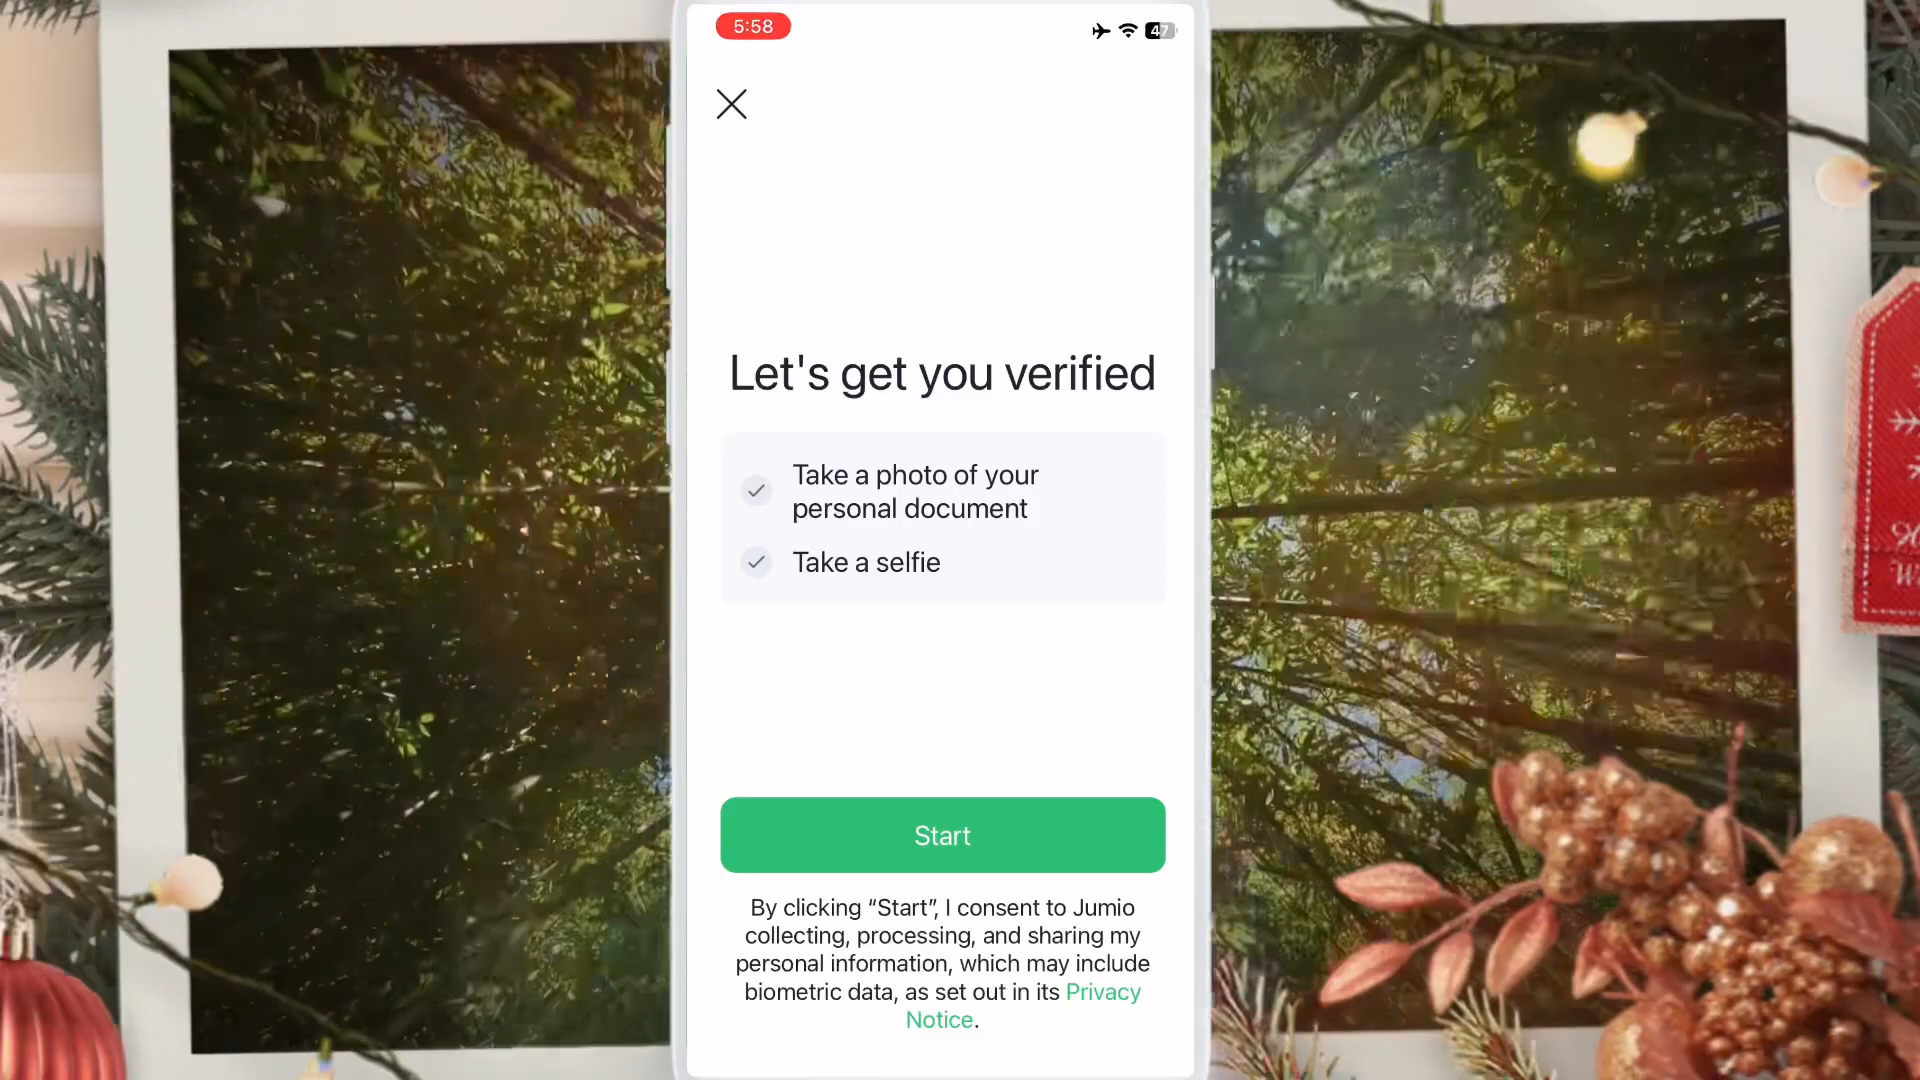 5:58
47
Let's get you verified
Take a photo of your
personal document
Take a selfie
Start
By clicking “Start”, I consent to Jumio
collecting, processing, and sharing my
personal information, which may include
biometric data, as set out in its Privacy
Notice.